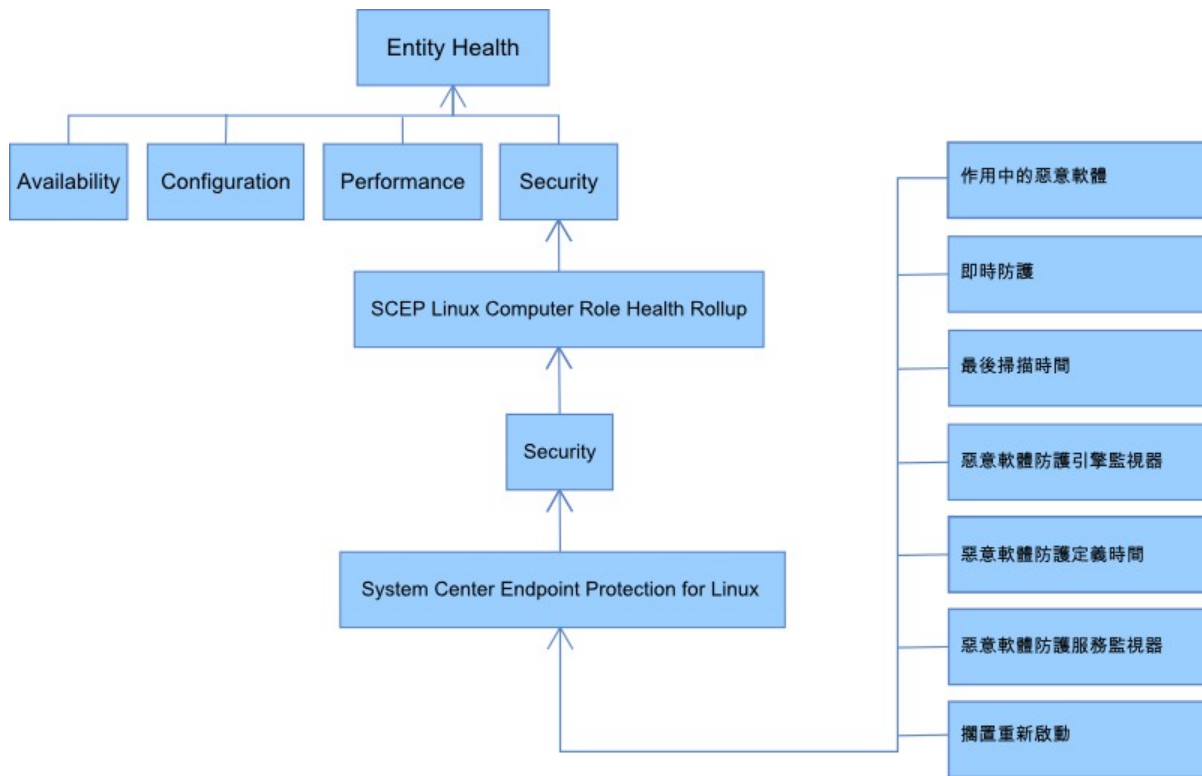 Entity Health
Availability
Configuration
Performance
Security
SCEP Linux Computer Role Health Rollup
Security
System Center Endpoint Protection for Linux
作用中的惡意軟體
即時防護
最後掃描時間
惡意軟體防護引擎監視器
惡意軟體防護定義時間
惡意軟體防護服務監視器
擱置重新啟動